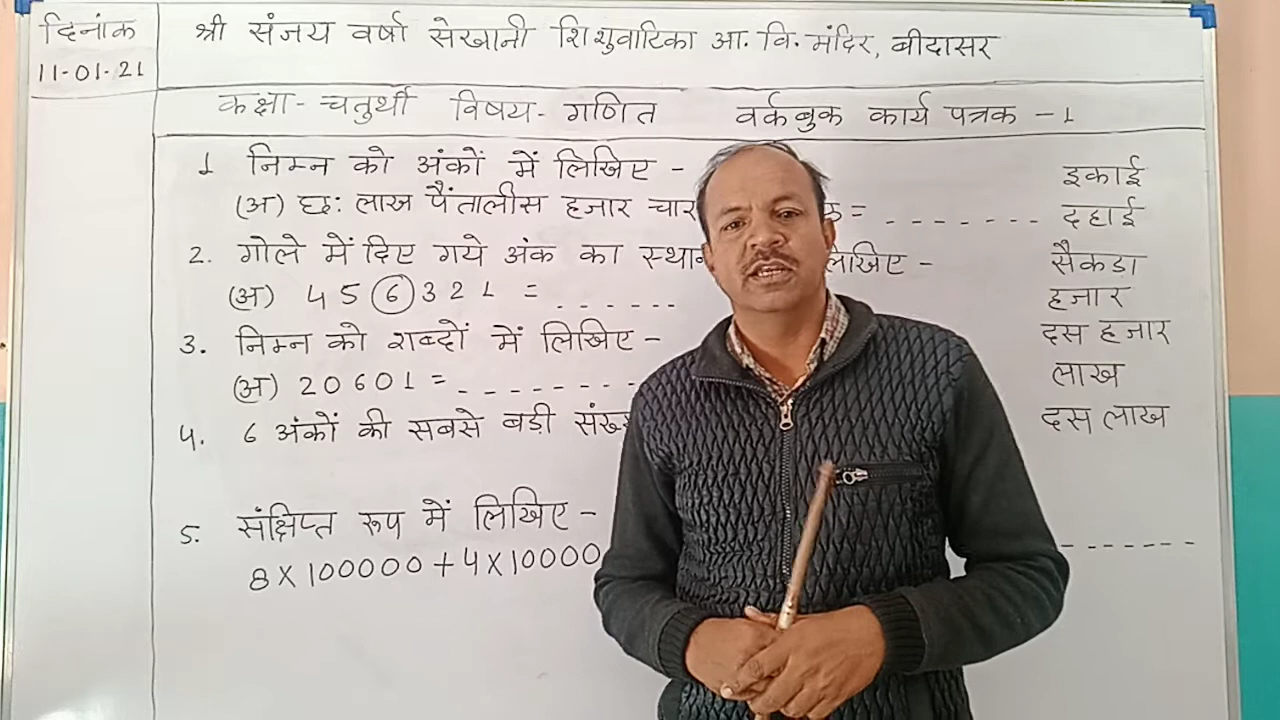 दिनांक
11-01-21
श्री संजय वर्षा सेखानी शिशुवाटिका आ. वि. मंदिर, बीदासर
कक्षा- चतुर्थी विषय- गणित वर्कबुक कार्य पत्रक - 1
1 निम्न को अंकों में लिखिए -
(अ) छ: लाख पैंतालीस हजार चार = - - - - - - -
2. गोले में दिए गये अंक का लिखिए -
(अ) 4 5 6 3 2 1 = - - - - - -
3. निम्न को शब्दों में लिखिए -
(अ) 2 0 6 0 1 = - - - - - - - -
4. 6 अंकों की सबसे बड़ी
5. संक्षिप्त रूप में लिखिए -
8 X 100000 + 4 X 10000 - - - - - - -
इकाई
दहाई
सैकडा
हजार
दस हजार
लाख
दस लाख